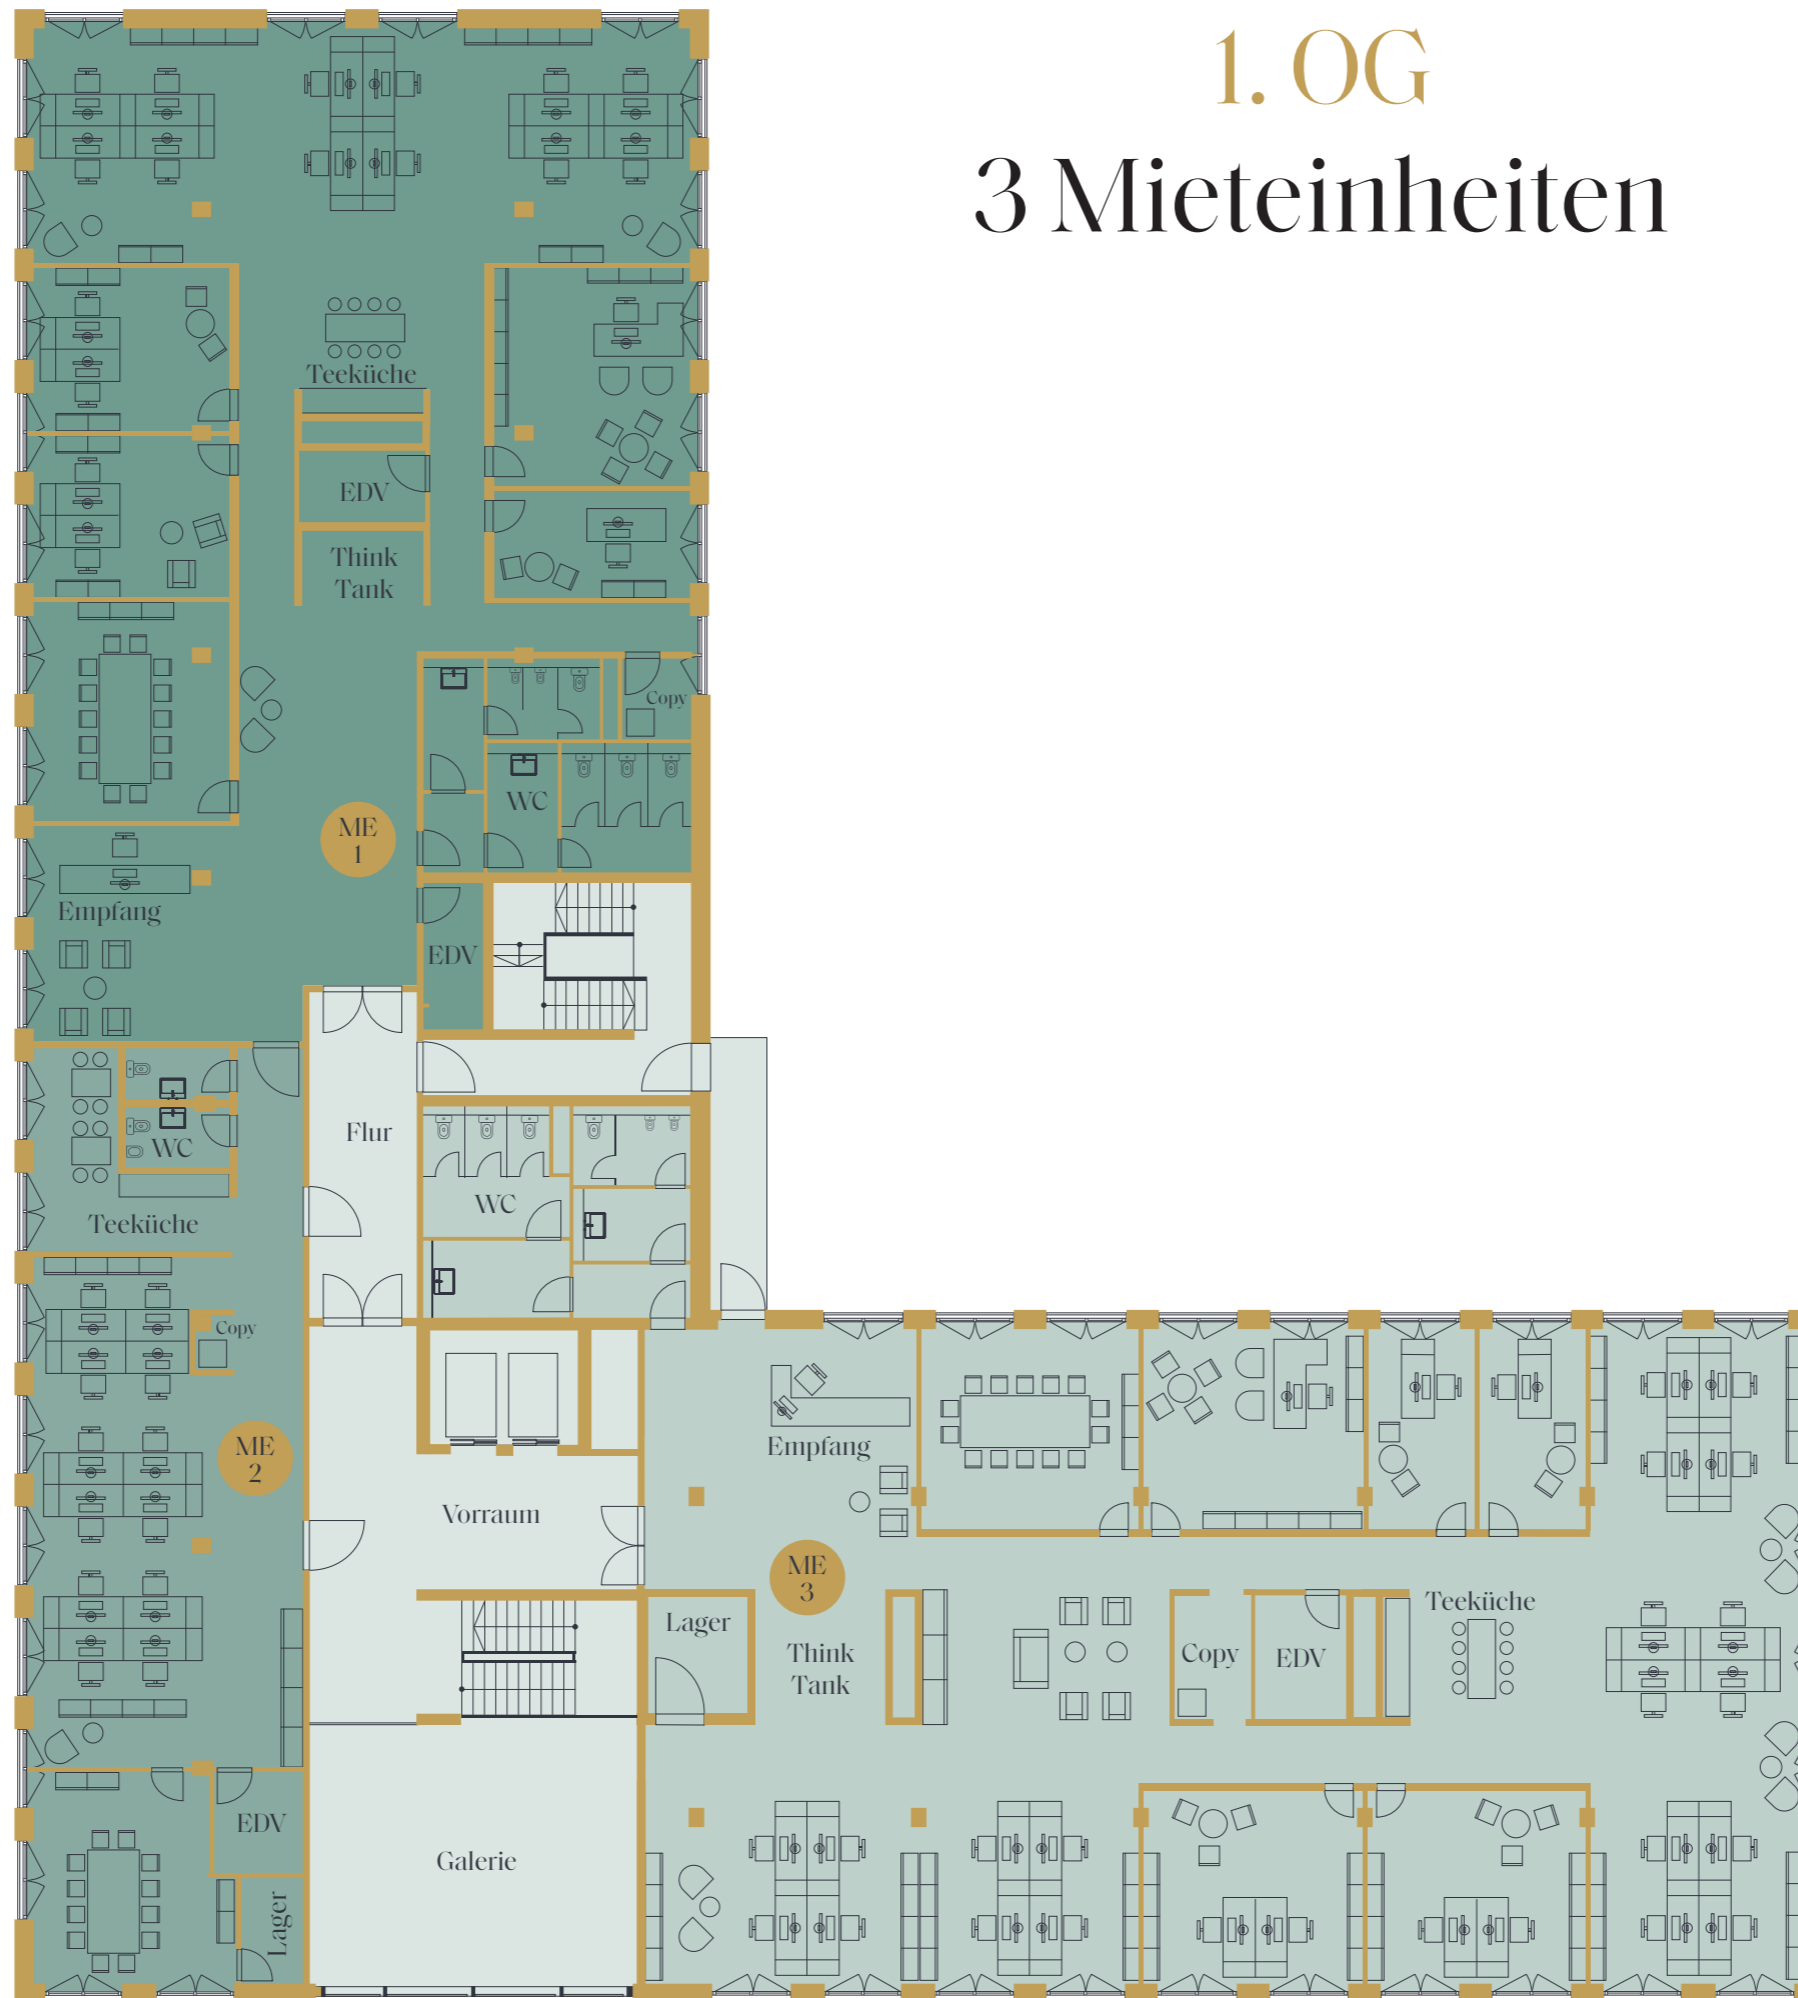 1. OG
3 Mieteinheiten
Teeküche
EDV
Think
Tank
Copy
WC
ME
1
Empfang
EDV
Flur
WC
Teeküche
WC
Copy
ME
2
Empfang
Vorraum
ME
3
Lager
Think
Tank
Copy
EDV
Teeküche
EDV
Galerie
Lager